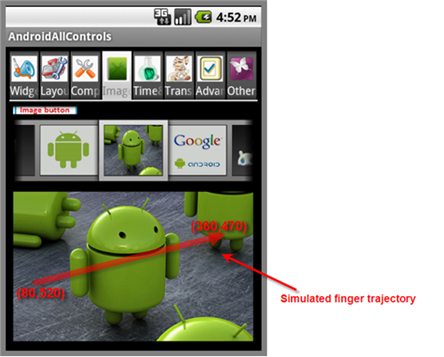 3G 4:52 PM
AndroidAllControls
Widge Layou Comp Image Time& Trans Advar Other
Image button
Google
android
(360,470)
(80,520)
Simulated finger trajectory